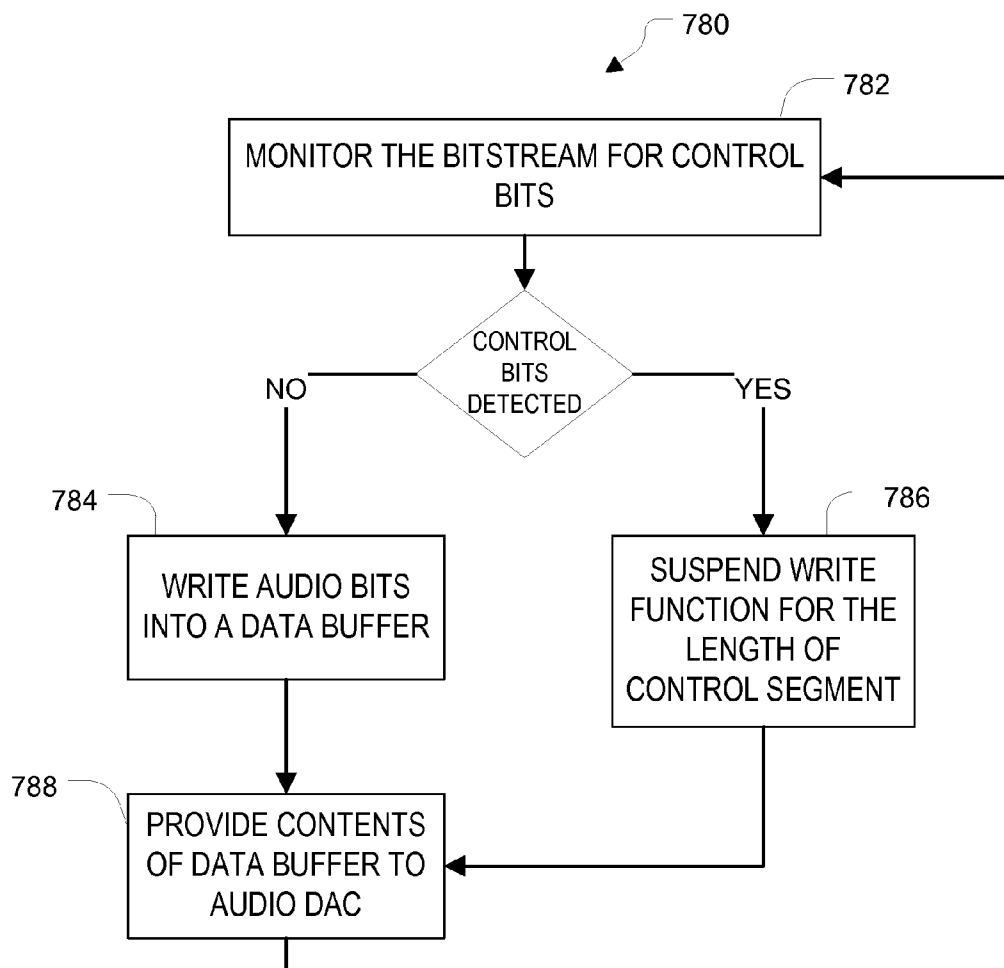 780
782
MONITOR THE BITSTREAM FOR CONTROL
BITS
CONTROL
BITS
DETECTED
NO
YES
784
WRITE AUDIO BITS
INTO A DATA BUFFER
786
SUSPEND WRITE
FUNCTION FOR THE
LENGTH OF
CONTROL SEGMENT
788
PROVIDE CONTENTS
OF DATA BUFFER TO
AUDIO DAC